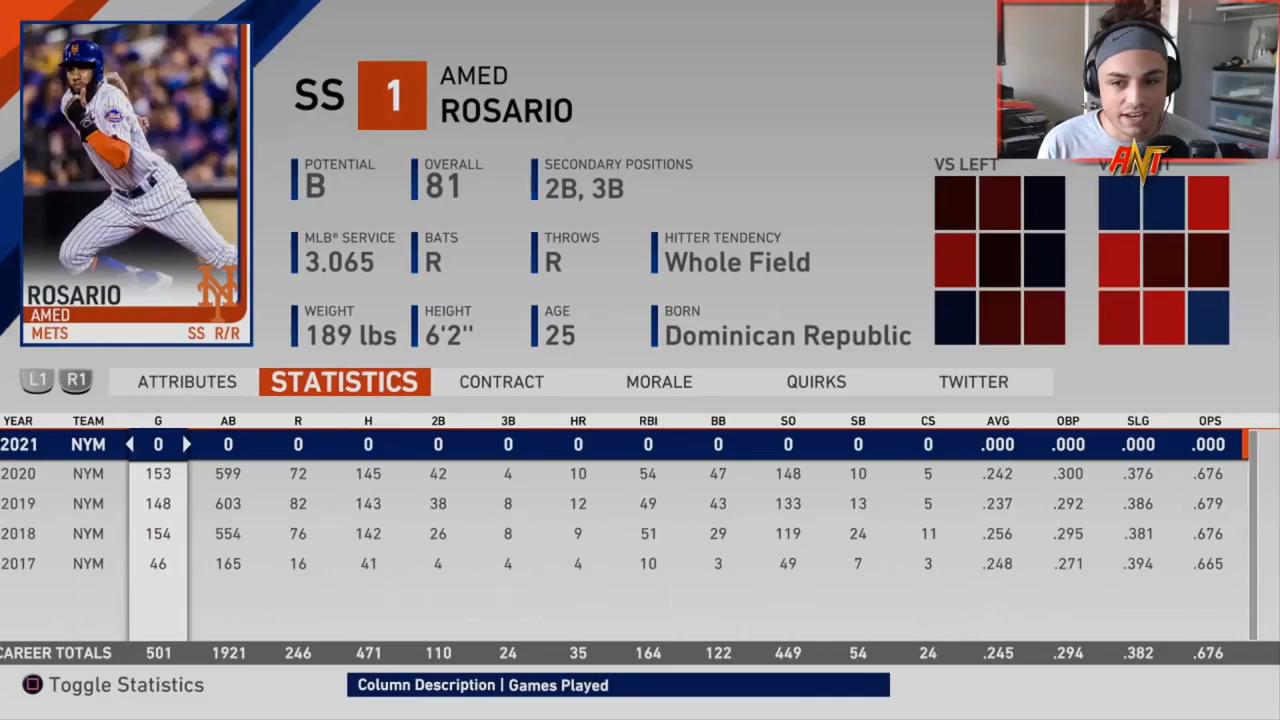 SS 1 AMED
ROSARIO
POTENTIAL OVERALL SECONDARY POSITIONS
B 81 2B, 3B
MLB® SERVICE BATS THROWS HITTER TENDENCY
3.065 R R Whole Field
WEIGHT HEIGHT AGE BORN
189 lbs 6'2" 25 Dominican Republic
ROSARIO
AMED
METS SS R/R
ANT
VS LEFT
L1 R1 ATTRIBUTES STATISTICS CONTRACT MORALE QUIRKS TWITTER
YEAR TEAM G AB R H 2B 3B HR RBI BB SO SB CS AVG OBP SLG OPS
2021 NYM 0 0 0 0 0 0 0 0 0 0 0 0 .000 .000 .000 .000
2020 NYM 153 599 72 145 42 4 10 54 47 148 10 5 .242 .300 .376 .676
2019 NYM 148 603 82 143 38 8 12 49 43 133 13 5 .237 .292 .386 .679
2018 NYM 154 554 76 142 26 8 9 51 29 119 24 11 .256 .295 .381 .676
2017 NYM 46 165 16 41 4 4 4 10 3 49 7 3 .248 .271 .394 .665
CAREER TOTALS 501 1921 246 471 110 24 35 164 122 449 54 24 .245 .294 .382 .676
Toggle Statistics Column Description | Games Played